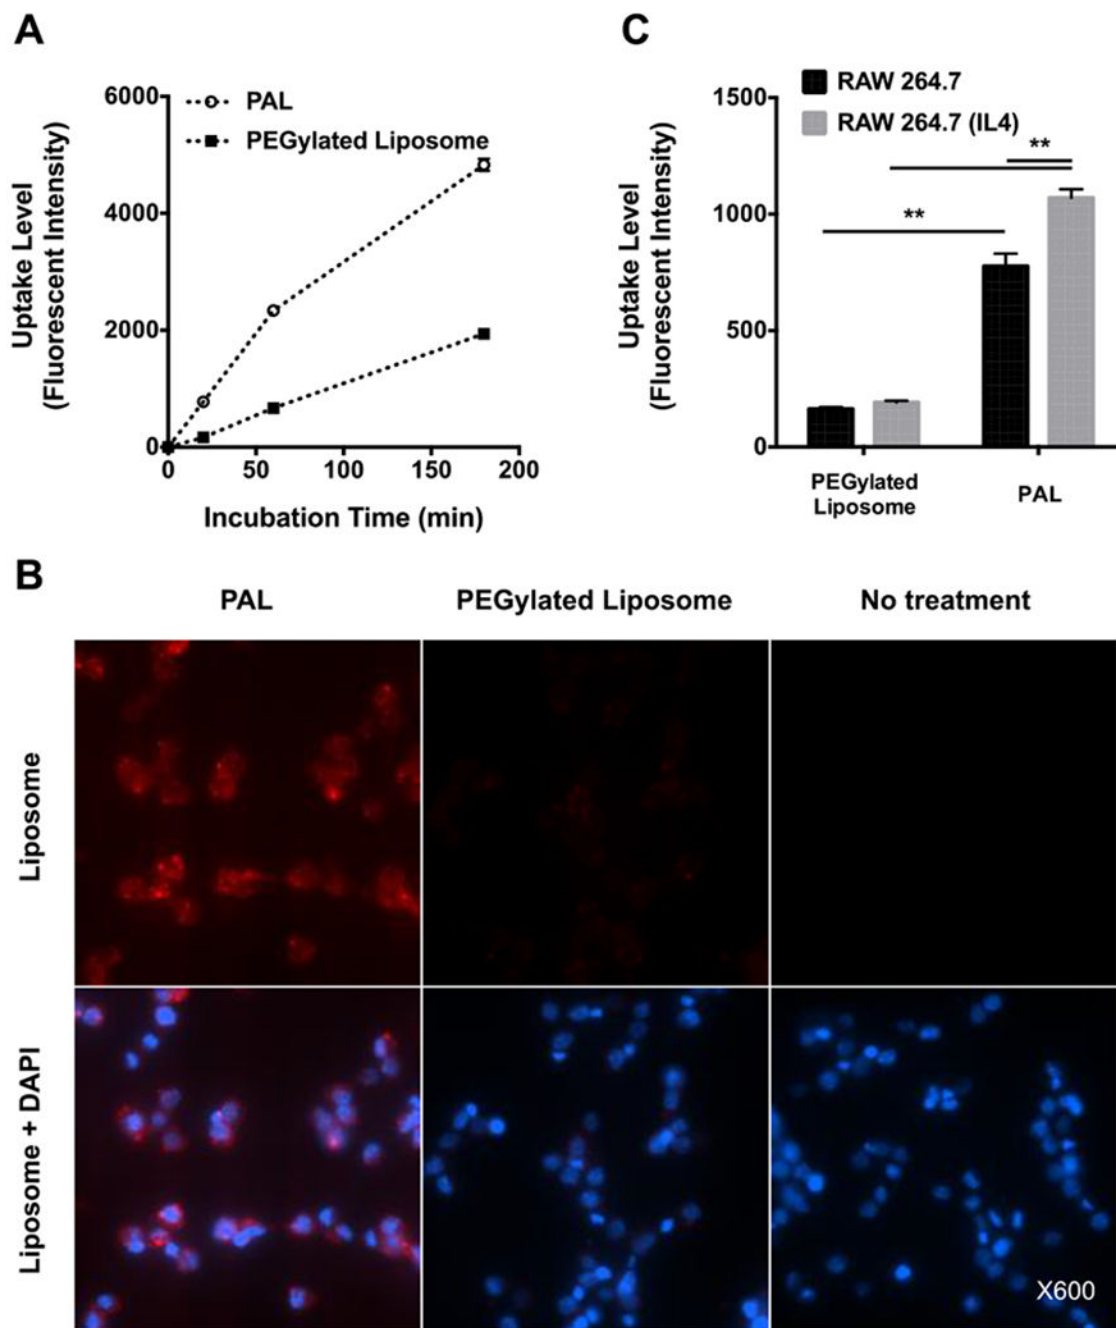 A
PAL
PEGylated Liposome
6000
4000
2000
0
0
50
100
150
200
Uptake Level
(Fluorescent Intensity)
Incubation Time (min)
C
RAW 264.7
RAW 264.7 (IL4)
1500
1000
500
0
**
**
Uptake Level
(Fluorescent Intensity)
PEGylated
Liposome
PAL
B
PAL
PEGylated Liposome
No treatment
Liposome
Liposome + DAPI
X600